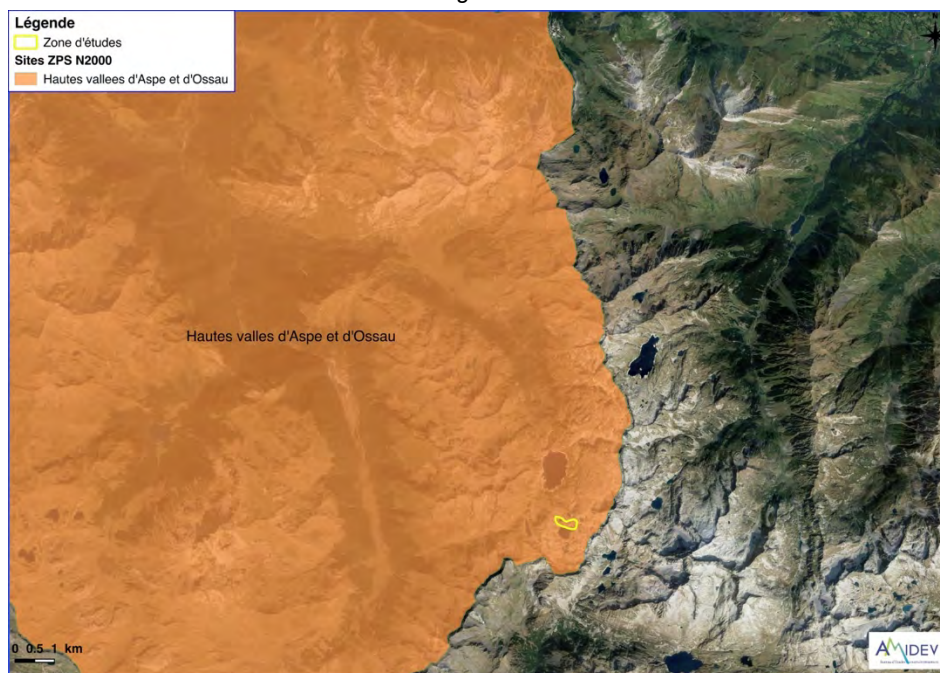 Légende
Zone d'études
Sites ZPS N2000
Hautes vallees d'Aspe et d'Ossau
Hautes valles d'Aspe et d'Ossau
0 0.5 1 km
AMIDEV